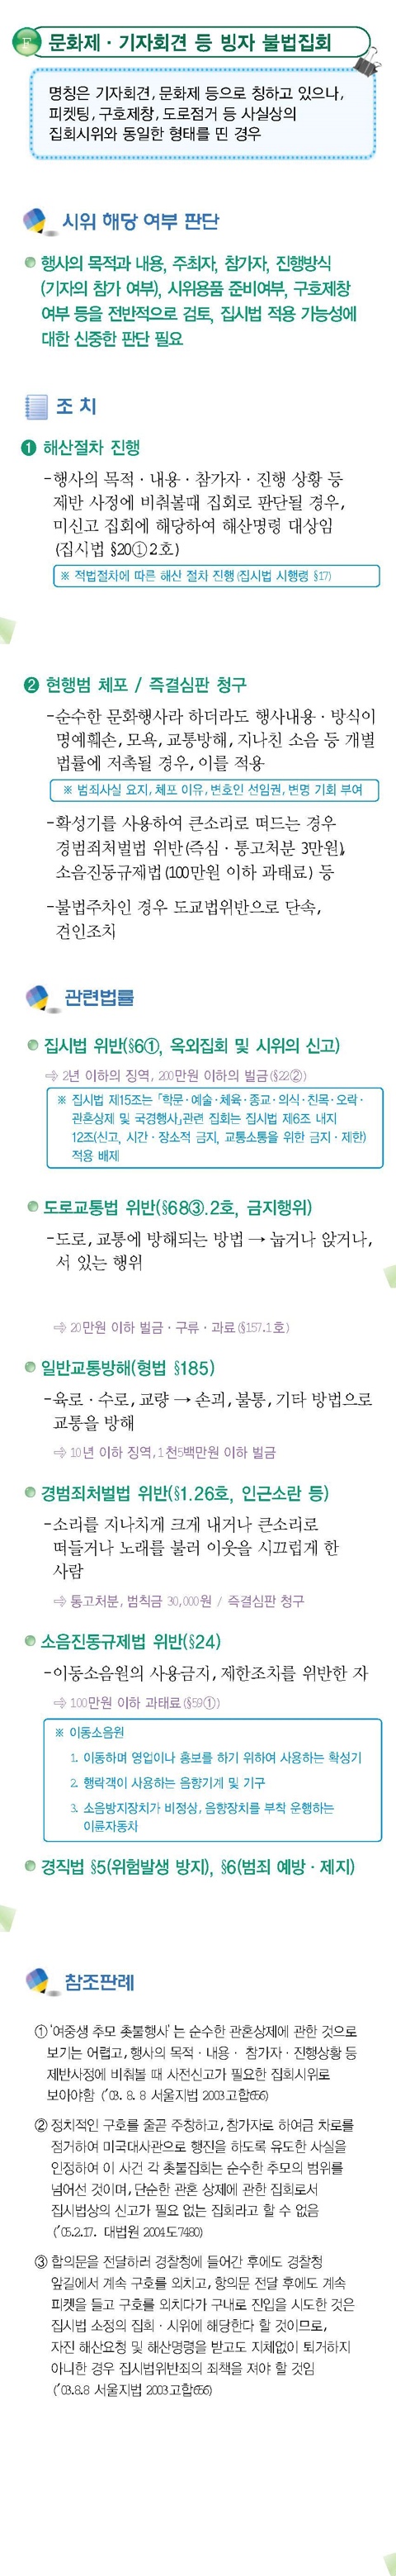 F 문화제·기자회견 등 빙자 불법집회
명칭은 기자회견, 문화제 등으로 칭하고 있으나,
피켓팅, 구호제창, 도로점거 등 사실상의
집회시위와 동일한 형태를 띤 경우
시위 해당 여부 판단
행사의 목적과 내용, 주최자, 참가자, 진행방식
(기자의 참가 여부), 시위용품 준비여부, 구호제창
여부 등을 전반적으로 검토, 집시법 적용 가능성에
대한 신중한 판단 필요
조 치
❶ 해산절차 진행
-행사의 목적·내용·참가자·진행 상황 등
제반 사정에 비춰볼때 집회로 판단될 경우,
미신고 집회에 해당하여 해산명령 대상임
(집시법 §20①2호)
※ 적법절차에 따른 해산 절차 진행(집시법 시행령 §17)
❷ 현행범 체포 / 즉결심판 청구
-순수한 문화행사라 하더라도 행사내용·방식이
명예훼손, 모욕, 교통방해, 지나친 소음 등 개별
법률에 저촉될 경우, 이를 적용
※ 범죄사실 요지, 체포 이유, 변호인 선임권, 변명 기회 부여
-확성기를 사용하여 큰소리로 떠드는 경우
경범죄처벌법 위반(즉심·통고처분 3만원),
소음진동규제법(100만원 이하 과태료) 등
-불법주차인 경우 도교법위반으로 단속,
견인조치
관련법률
집시법 위반(§6①, 옥외집회 및 시위의 신고)
⇨ 2년 이하의 징역, 200만원 이하의 벌금(§22②)
※ 집시법 제15조는 「학문·예술·체육·종교·의식·친목·오락·
관혼상제 및 국경행사」관련 집회는 집시법 제6조 내지
12조(신고, 시간·장소적 금지, 교통소통을 위한 금지·제한)
적용 배제
도로교통법 위반(§68③.2호, 금지행위)
-도로, 교통에 방해되는 방법 → 눕거나 앉거나,
서 있는 행위
⇨ 20만원 이하 벌금·구류·과료(§157.1호)
일반교통방해(형법 §185)
-육로·수로, 교량 → 손괴, 불통, 기타 방법으로
교통을 방해
⇨ 10년 이하 징역, 1천5백만원 이하 벌금
경범죄처벌법 위반(§1.26호, 인근소란 등)
-소리를 지나치게 크게 내거나 큰소리로
떠들거나 노래를 불러 이웃을 시끄럽게 한
사람
⇨ 통고처분, 범칙금 30,000원 / 즉결심판 청구
소음진동규제법 위반(§24)
-이동소음원의 사용금지, 제한조치를 위반한 자
⇨ 100만원 이하 과태료(§59①)
※ 이동소음원
1. 이동하며 영업이나 홍보를 하기 위하여 사용하는 확성기
2. 행락객이 사용하는 음향기계 및 기구
3. 소음방지장치가 비정상, 음향장치를 부착 운행하는
이륜자동차
경직법 §5(위험발생 방지), §6(범죄 예방·제지)
참조판례
① '여중생 추모 촛불행사' 는 순수한 관혼상제에 관한 것으로
보기는 어렵고, 행사의 목적·내용· 참가자·진행상황 등
제반사정에 비춰볼 때 사전신고가 필요한 집회시위로
보아야함 ('03. 8. 8 서울지법 2003고합656)
② 정치적인 구호를 줄곧 주창하고, 참가자로 하여금 차로를
점거하여 미국대사관으로 행진을 하도록 유도한 사실을
인정하여 이 사건 각 촛불집회는 순수한 추모의 범위를
넘어선 것이며, 단순한 관혼 상제에 관한 집회로서
집시법상의 신고가 필요 없는 집회라고 할 수 없음
('05.2.17. 대법원 2004도7480)
③ 합의문을 전달하러 경찰청에 들어간 후에도 경찰청
앞길에서 계속 구호를 외치고, 항의문 전달 후에도 계속
피켓을 들고 구호를 외치다가 구내로 진입을 시도한 것은
집시법 소정의 집회·시위에 해당한다 할 것이므로,
자진 해산요청 및 해산명령을 받고도 지체없이 퇴거하지
아니한 경우 집시법위반죄의 죄책을 져야 할 것임
('03.8.8 서울지법 2003고합656)